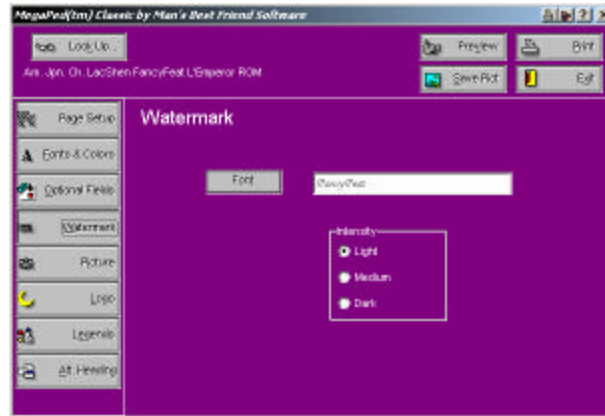 MegaPed(tm) Classic by Man's Best Friend Software
Look Up...
Preview
Print
Am. Jpn. Ch. LacShen FancyFeat L'Emperor ROM
Save Plot
Exit
Page Setup
Watermark
Fonts & Colors
Font
FancyFeat
Optional Fields
Watermark
Intensity
Picture
Light
Medium
Logo
Dark
Legends
Alt. Heading